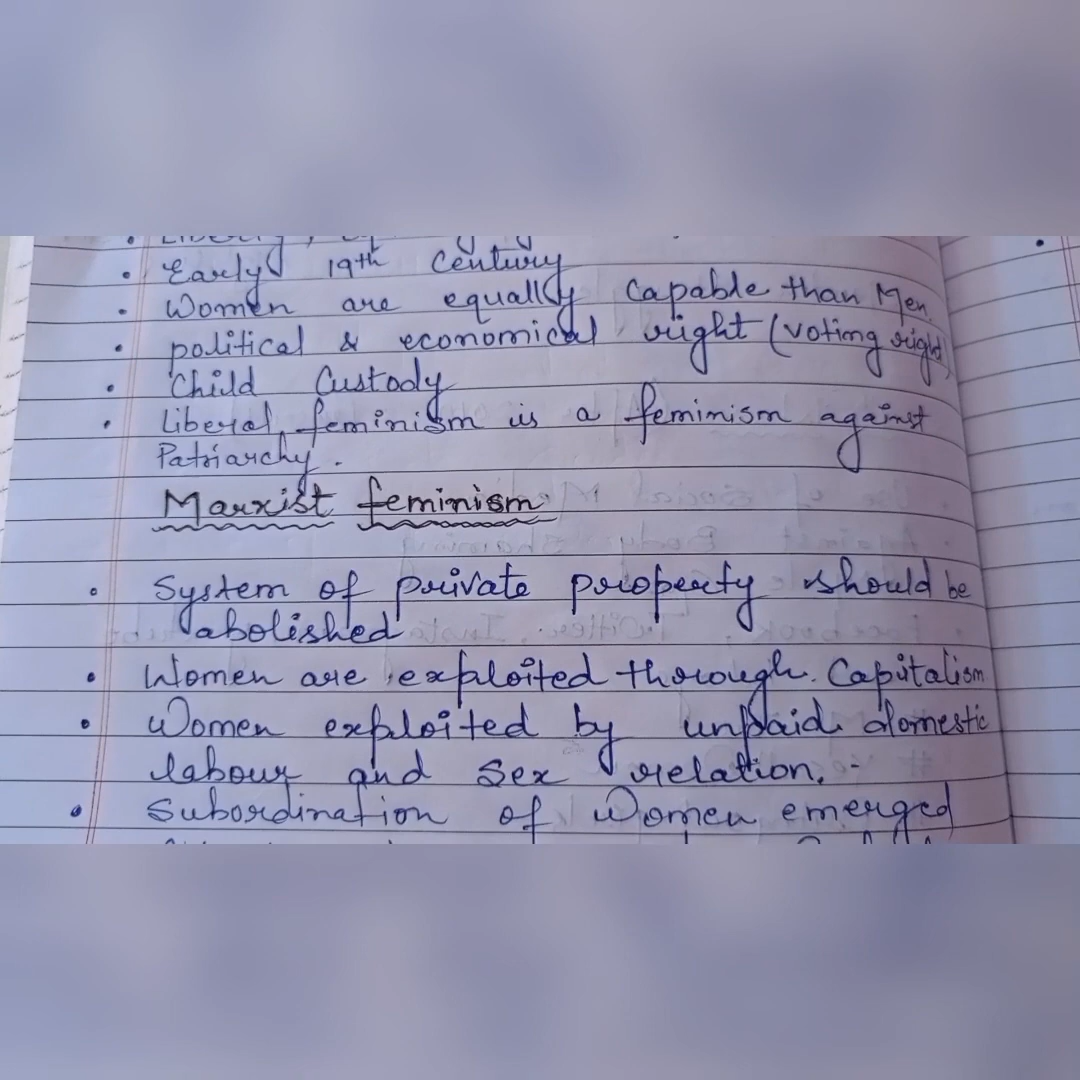 • Early 19th Century
• Women are equally capable than Men.
• political & economical right (voting right)
• Child Custody
• Liberal feminism is a feminism against
Patriarchy.
Marxist feminism
• System of private property should be
abolished
• Women are exploited through. Capitalism
• Women exploited by unpaid domestic
labour and Sex relation.
• Subordination of Women emerged